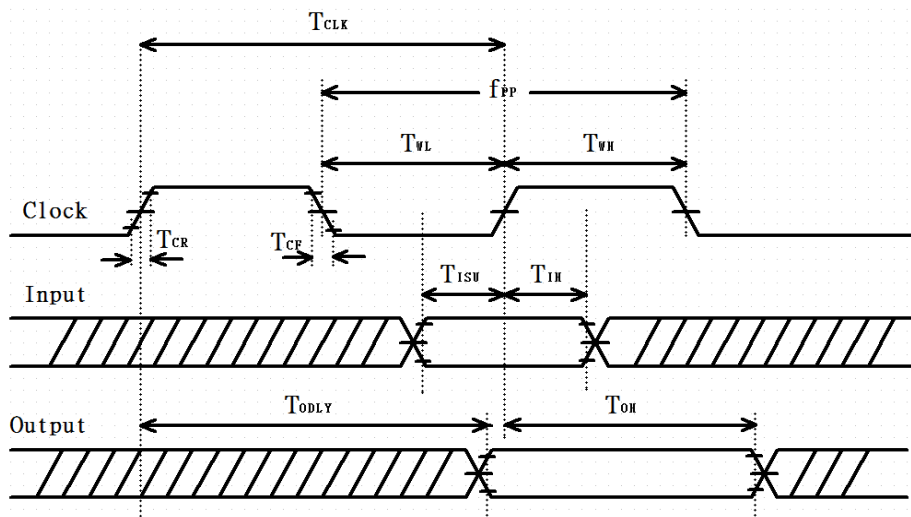 TCLK
fPP
TWL TWH
Clock
TCR TCF
TISU TIH
Input
TODLY TOH
Output